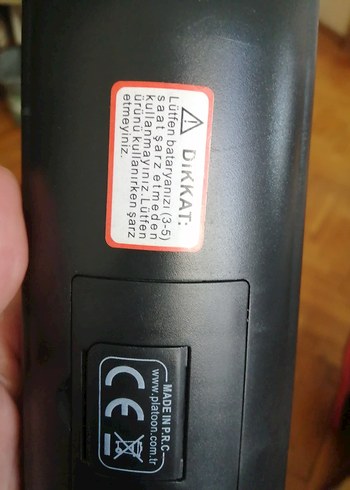 DİKKAT:
Lütfen bataryanızı (3-5)
saat şarz etmeden
kullanmayınız.Lütfen
ürünü kullanırken şarz
etmeyiniz.
MADE IN P.R.C
www.platoon.com.tr
CE